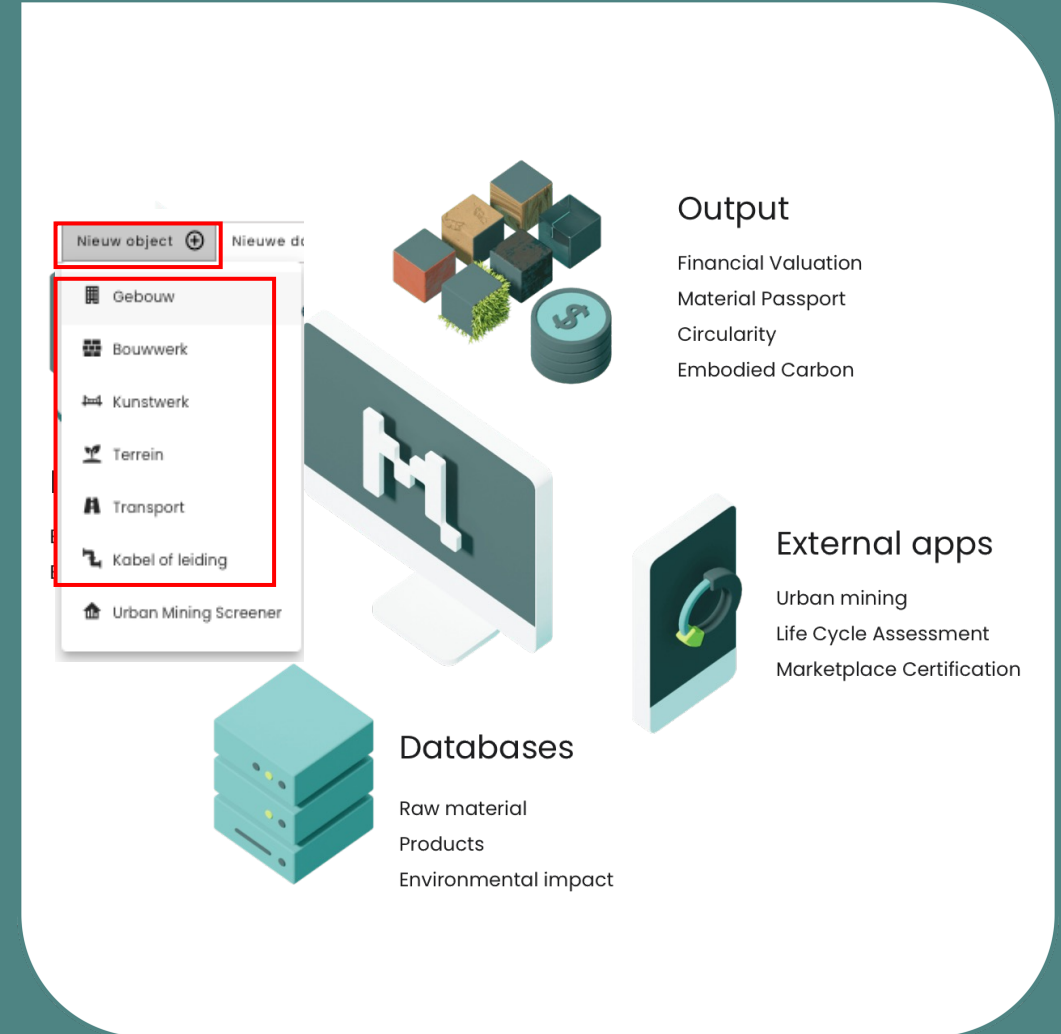 Nieuw object
Nieuwe
Gebouw
Bouwwerk
Kunstwerk
Terrein
Transport
Kabel of leiding
Urban Mining Screener
Output
Financial Valuation
Material Passport
Circularity
Embodied Carbon
External apps
Urban mining
Life Cycle Assessment
Marketplace Certification
Databases
Raw material
Products
Environmental impact